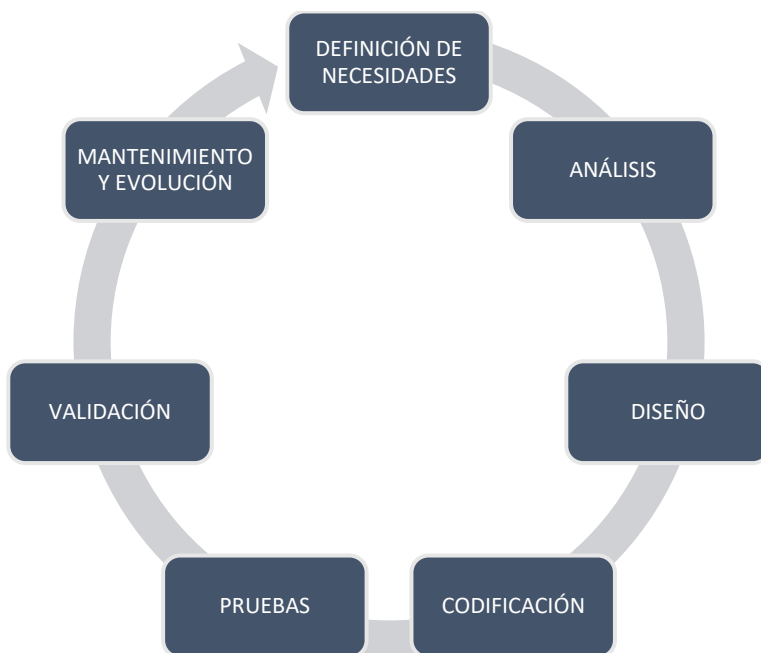 DEFINICIÓN DE
NECESIDADES
ANÁLISIS
DISEÑO
CODIFICACIÓN
PRUEBAS
VALIDACIÓN
MANTENIMIENTO
Y EVOLUCIÓN